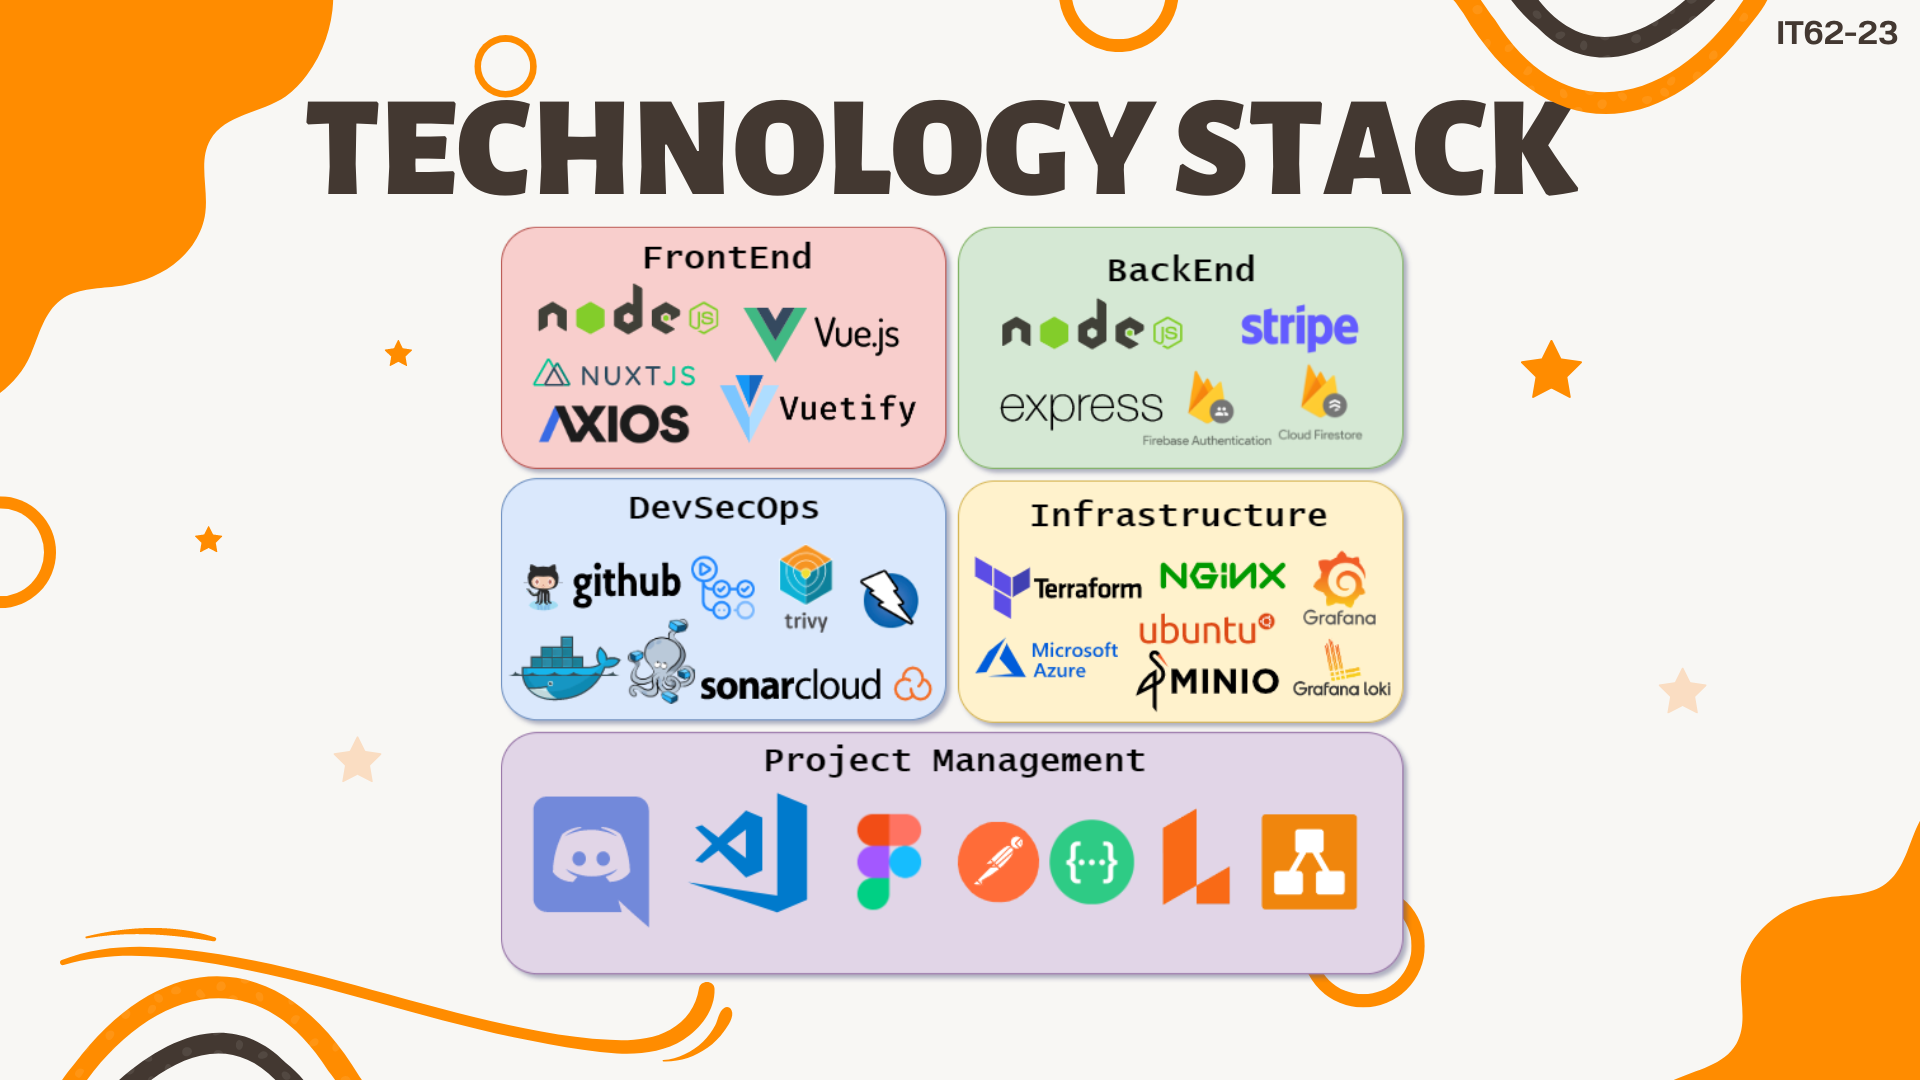 IT62-23
TECHNOLOGY STACK
FrontEnd
node JS
Vue.js
NUXTJS
Vuetify
AXIOS
BackEnd
node JS
stripe
express
Firebase Authentication
Cloud Firestore
DevSecOps
github
trivy
sonarcloud
Infrastructure
Terraform
NGINX
Grafana
ubuntu
Microsoft
Azure
MINIO
Grafana loki
Project Management